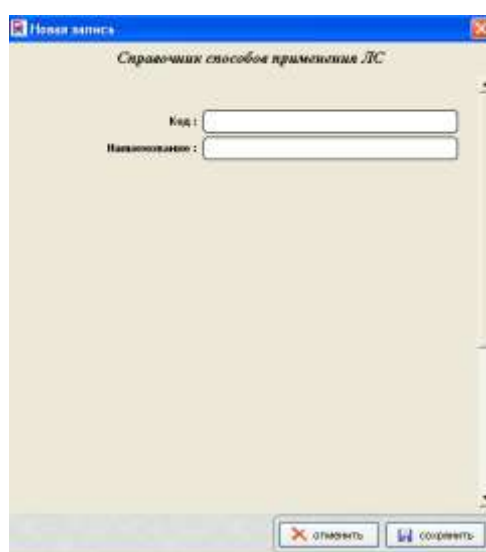 Новая запись
Справочник способов применения ЛС
Код :
Наименование :
отменить
сохранить